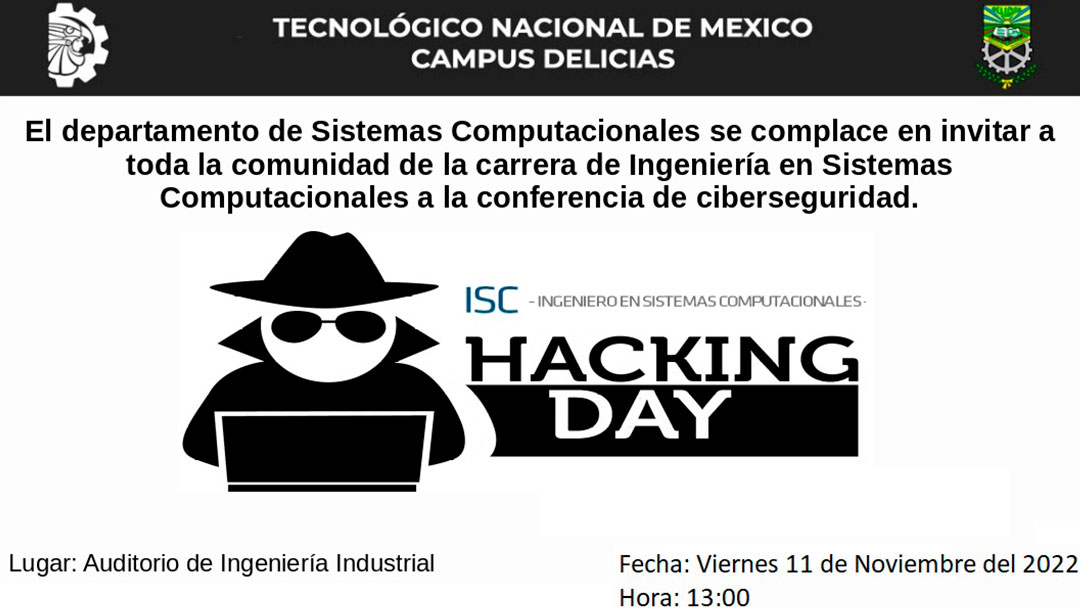 TECNOLÓGICO NACIONAL DE MEXICO
CAMPUS DELICIAS
El departamento de Sistemas Computacionales se complace en invitar a
toda la comunidad de la carrera de Ingeniería en Sistemas
Computacionales a la conferencia de ciberseguridad.
ISC - INGENIERO EN SISTEMAS COMPUTACIONALES-
HACKING
DAY
Lugar: Auditorio de Ingeniería Industrial
Fecha: Viernes 11 de Noviembre del 2022
Hora: 13:00